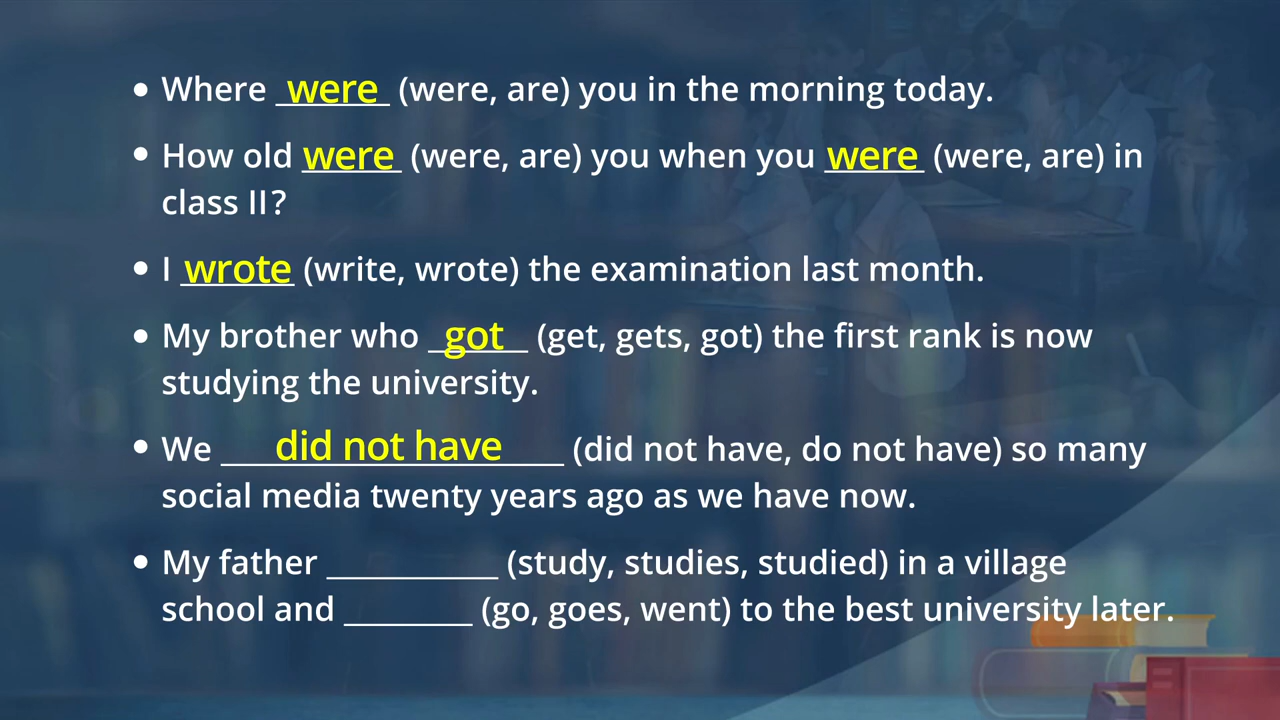 • Where were (were, are) you in the morning today.
• How old were (were, are) you when you were (were, are) in
class II?
• I wrote (write, wrote) the examination last month.
• My brother who got (get, gets, got) the first rank is now
studying the university.
• We did not have (did not have, do not have) so many
social media twenty years ago as we have now.
• My father ___________ (study, studies, studied) in a village
school and ________ (go, goes, went) to the best university later.